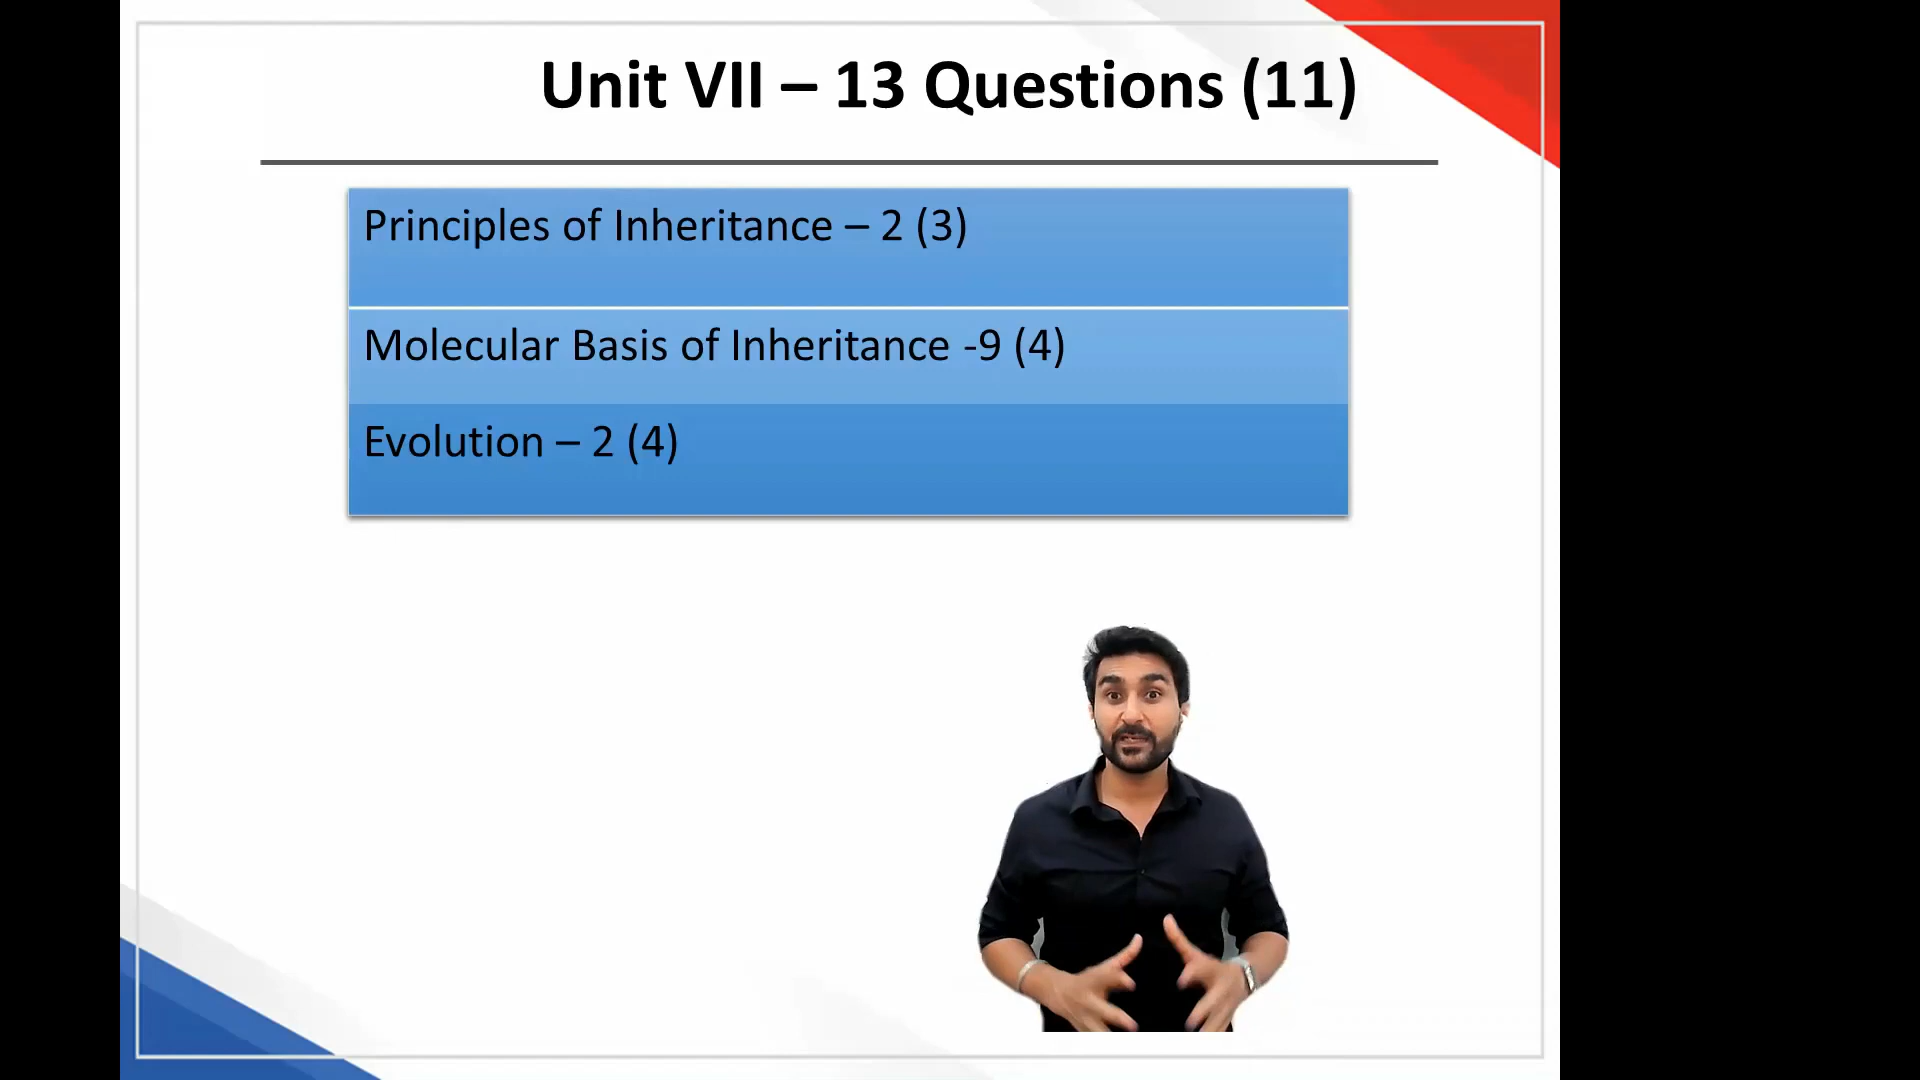 Unit VII – 13 Questions (11)
Principles of Inheritance – 2 (3)
Molecular Basis of Inheritance -9 (4)
Evolution – 2 (4)